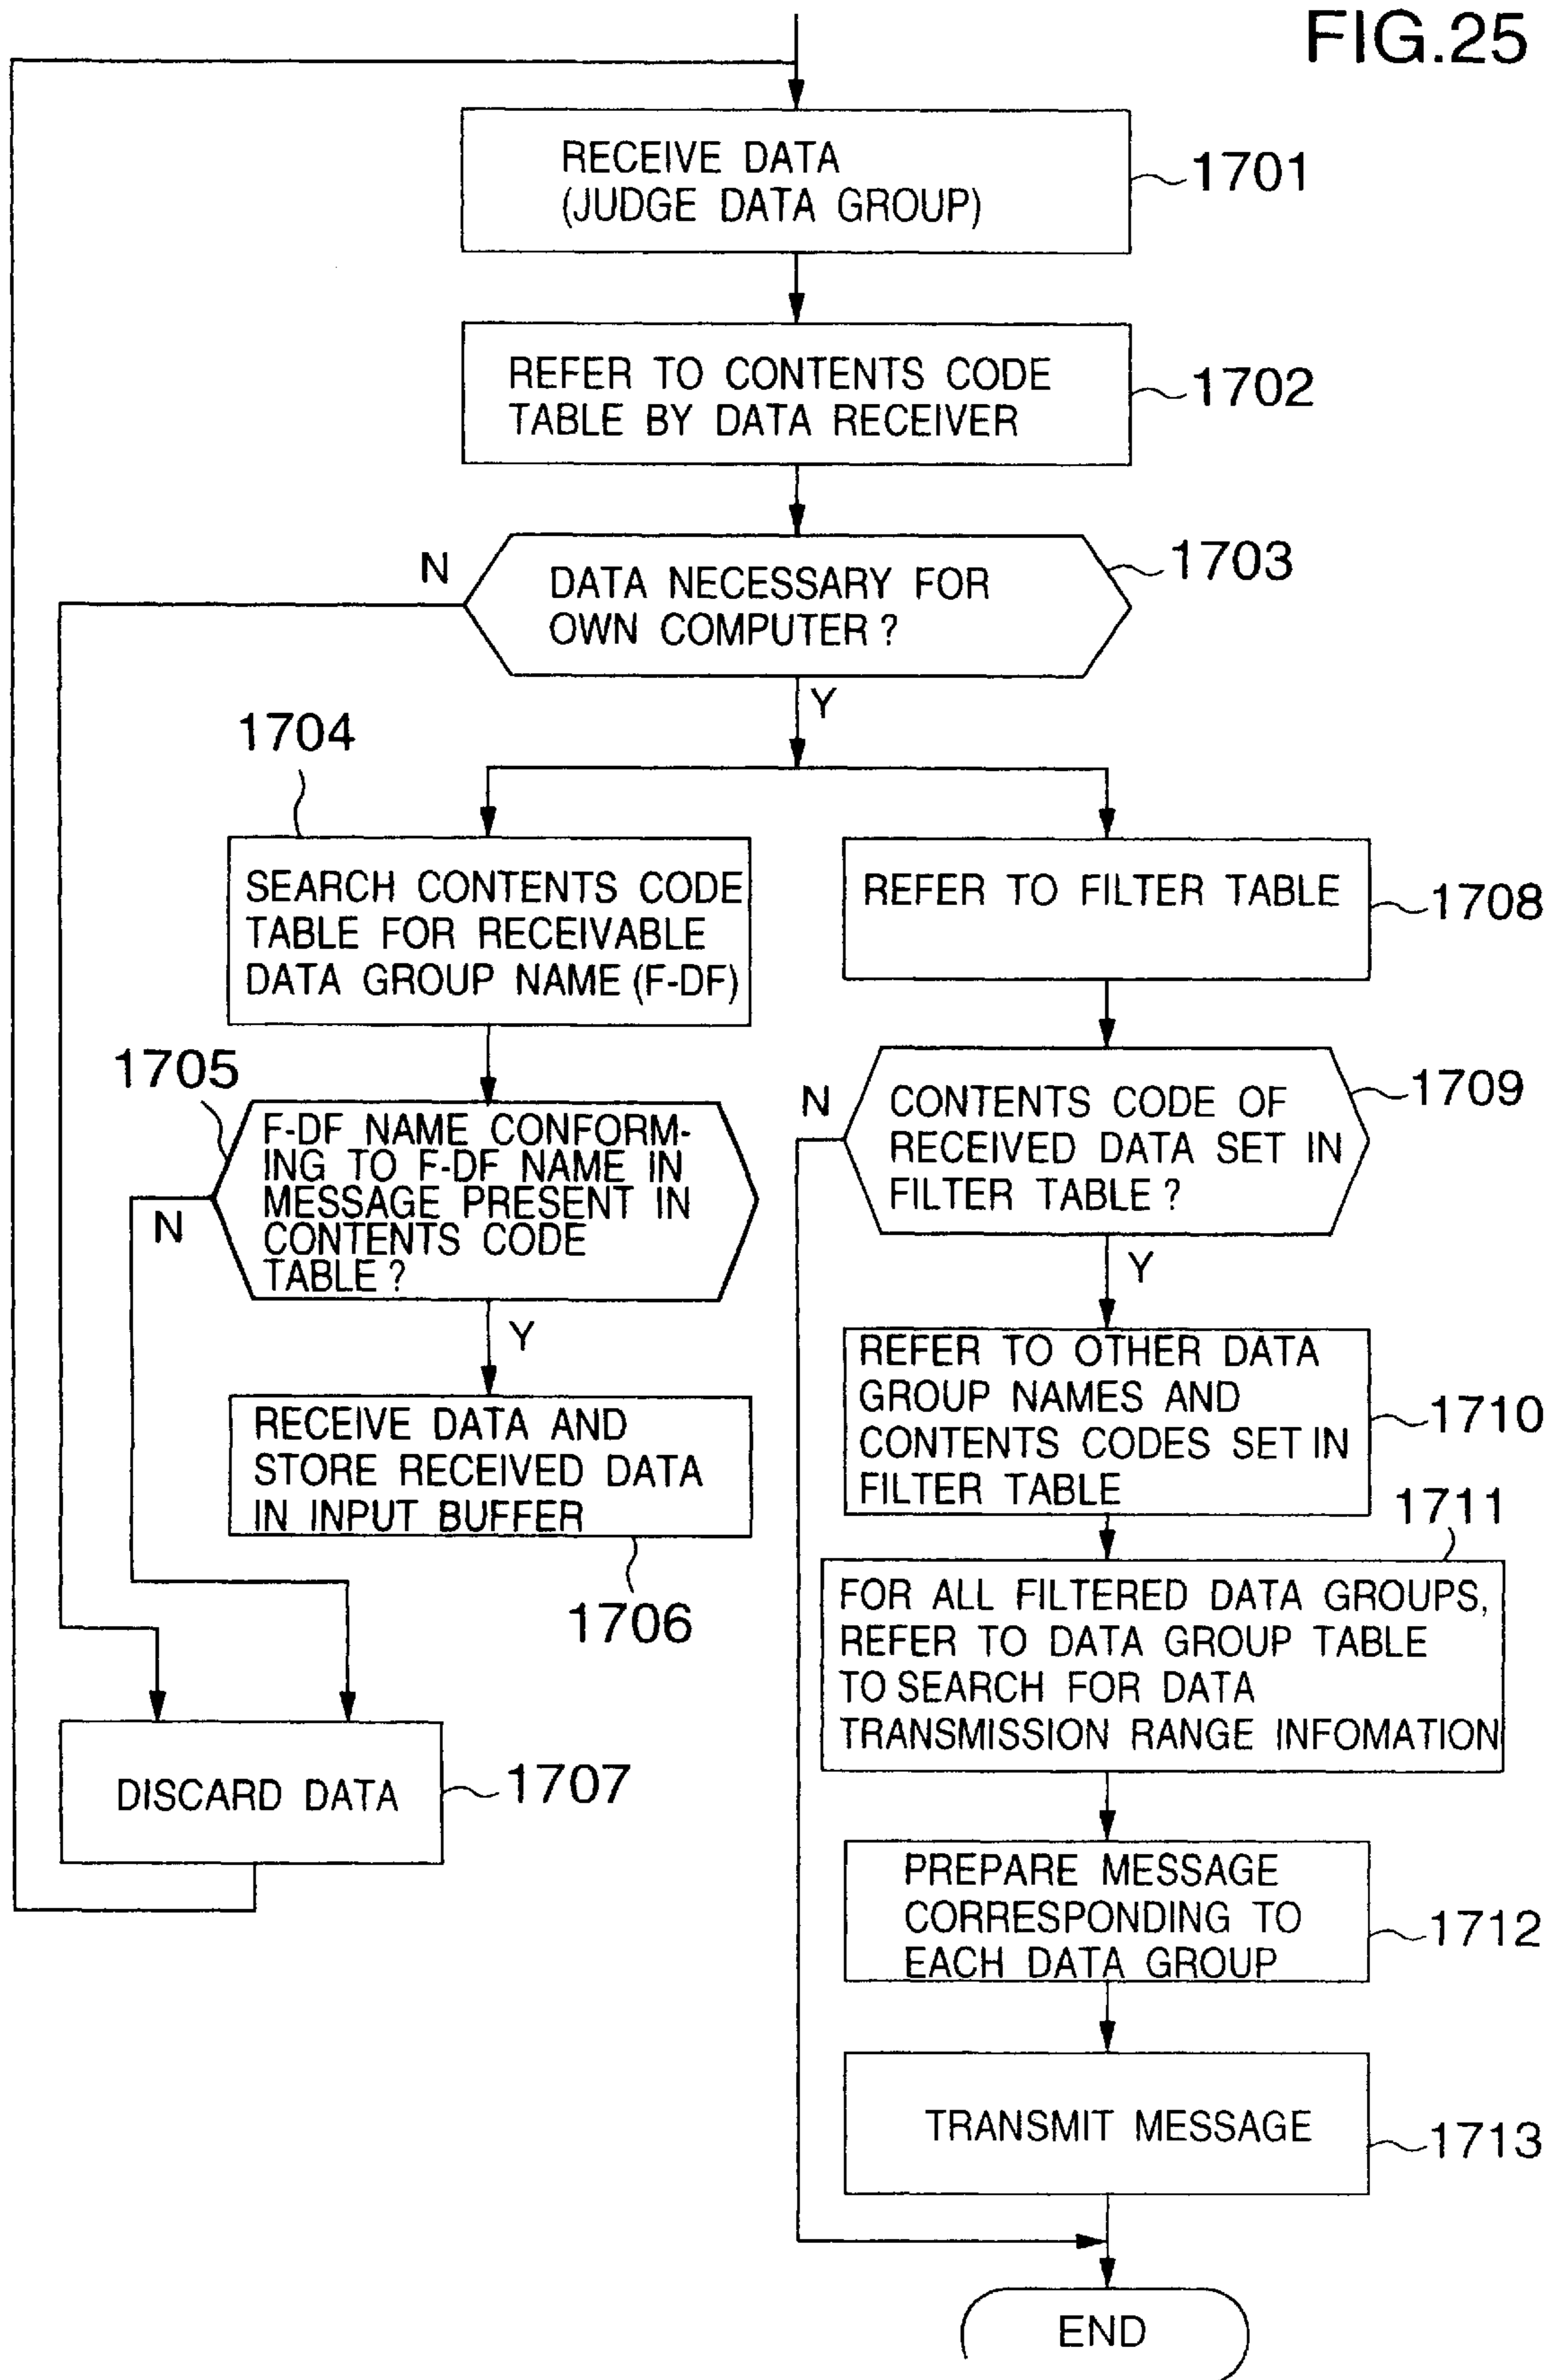 FIG.25
RECEIVE DATA
(JUDGE DATA GROUP)
1701
REFER TO CONTENTS CODE
TABLE BY DATA RECEIVER
1702
N
DATA NECESSARY FOR
OWN COMPUTER?
1703
Y
1704
SEARCH CONTENTS CODE
TABLE FOR RECEIVABLE
DATA GROUP NAME (F-DF)
REFER TO FILTER TABLE
1708
1705
F-DF NAME CONFORM-
ING TO F-DF NAME IN
MESSAGE PRESENT IN
CONTENTS CODE
TABLE?
N
Y
N
CONTENTS CODE OF
RECEIVED DATA SET IN
FILTER TABLE?
1709
Y
RECEIVE DATA AND
STORE RECEIVED DATA
IN INPUT BUFFER
1706
REFER TO OTHER DATA
GROUP NAMES AND
CONTENTS CODES SET IN
FILTER TABLE
1710
1711
FOR ALL FILTERED DATA GROUPS,
REFER TO DATA GROUP TABLE
TO SEARCH FOR DATA
TRANSMISSION RANGE INFOMATION
DISCARD DATA
1707
PREPARE MESSAGE
CORRESPONDING TO
EACH DATA GROUP
1712
TRANSMIT MESSAGE
1713
END